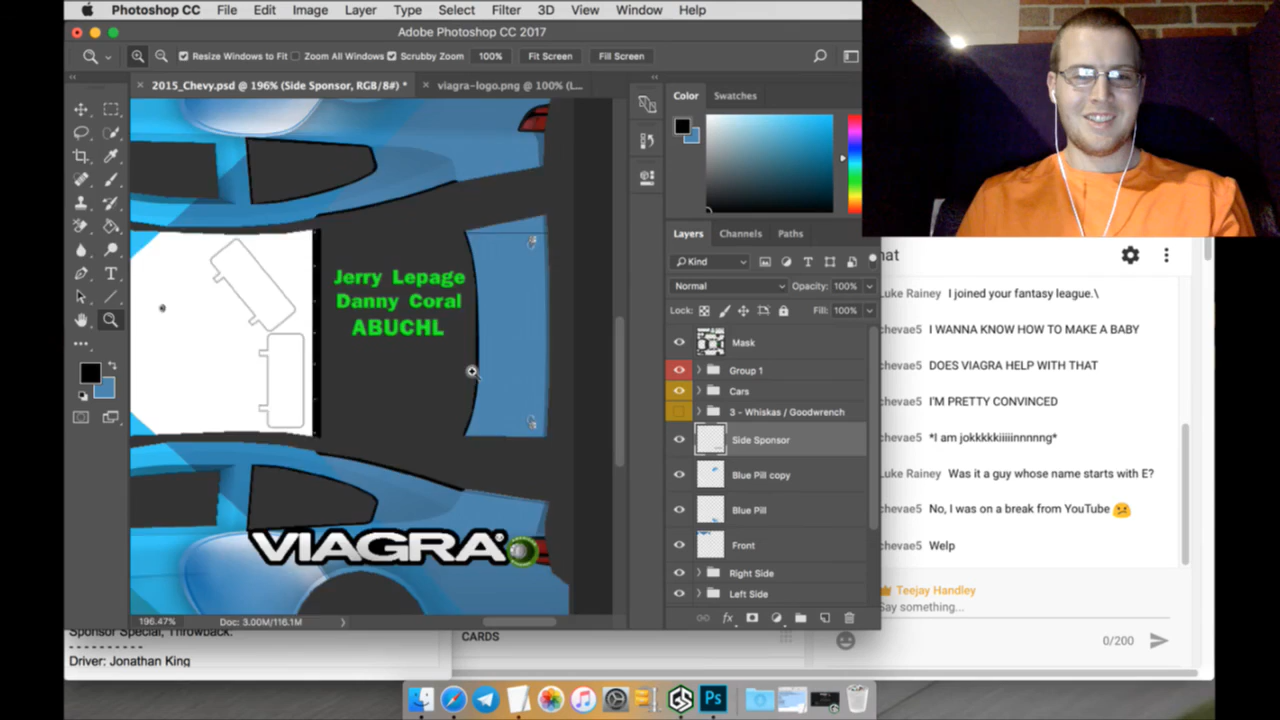 Photoshop CC File Edit Image Layer Type Select Filter 3D View Window Help
Adobe Photoshop CC 2017
Resize Windows to Fit Zoom All Windows Scrubby Zoom 100% Fit Screen Fill Screen
2015_Chevy.psd @ 196% (Side Sponsor, RGB/8#) *
viagra-logo.png @ 100% (L...
Color Swatches
Jerry Lepage
Danny Coral
ABUCHL
VIAGRA®
Layers Channels Paths
Kind
Normal Opacity: 100%
Lock: Fill: 100%
Mask
Group 1
Cars
3 - Whiskas / Goodwrench
Side Sponsor
Blue Pill copy
Blue Pill
Front
Right Side
Left Side
fx
196.47% Doc: 3.00M/116.1M
Sponsor Special, Throwback.
----------
Driver: Jonathan King
CARDS
hat
Luke Rainey I joined your fantasy league.\
chevae5 I WANNA KNOW HOW TO MAKE A BABY
chevae5 DOES VIAGRA HELP WITH THAT
chevae5 I'M PRETTY CONVINCED
chevae5 *I am jokkkkkiiiiinnnnng*
Luke Rainey Was it a guy whose name starts with E?
chevae5 No, I was on a break from YouTube
chevae5 Welp
Teejay Handley
Say something...
0/200
Ps